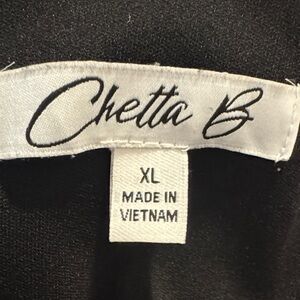 Chetta B
XL
MADE IN
VIETNAM